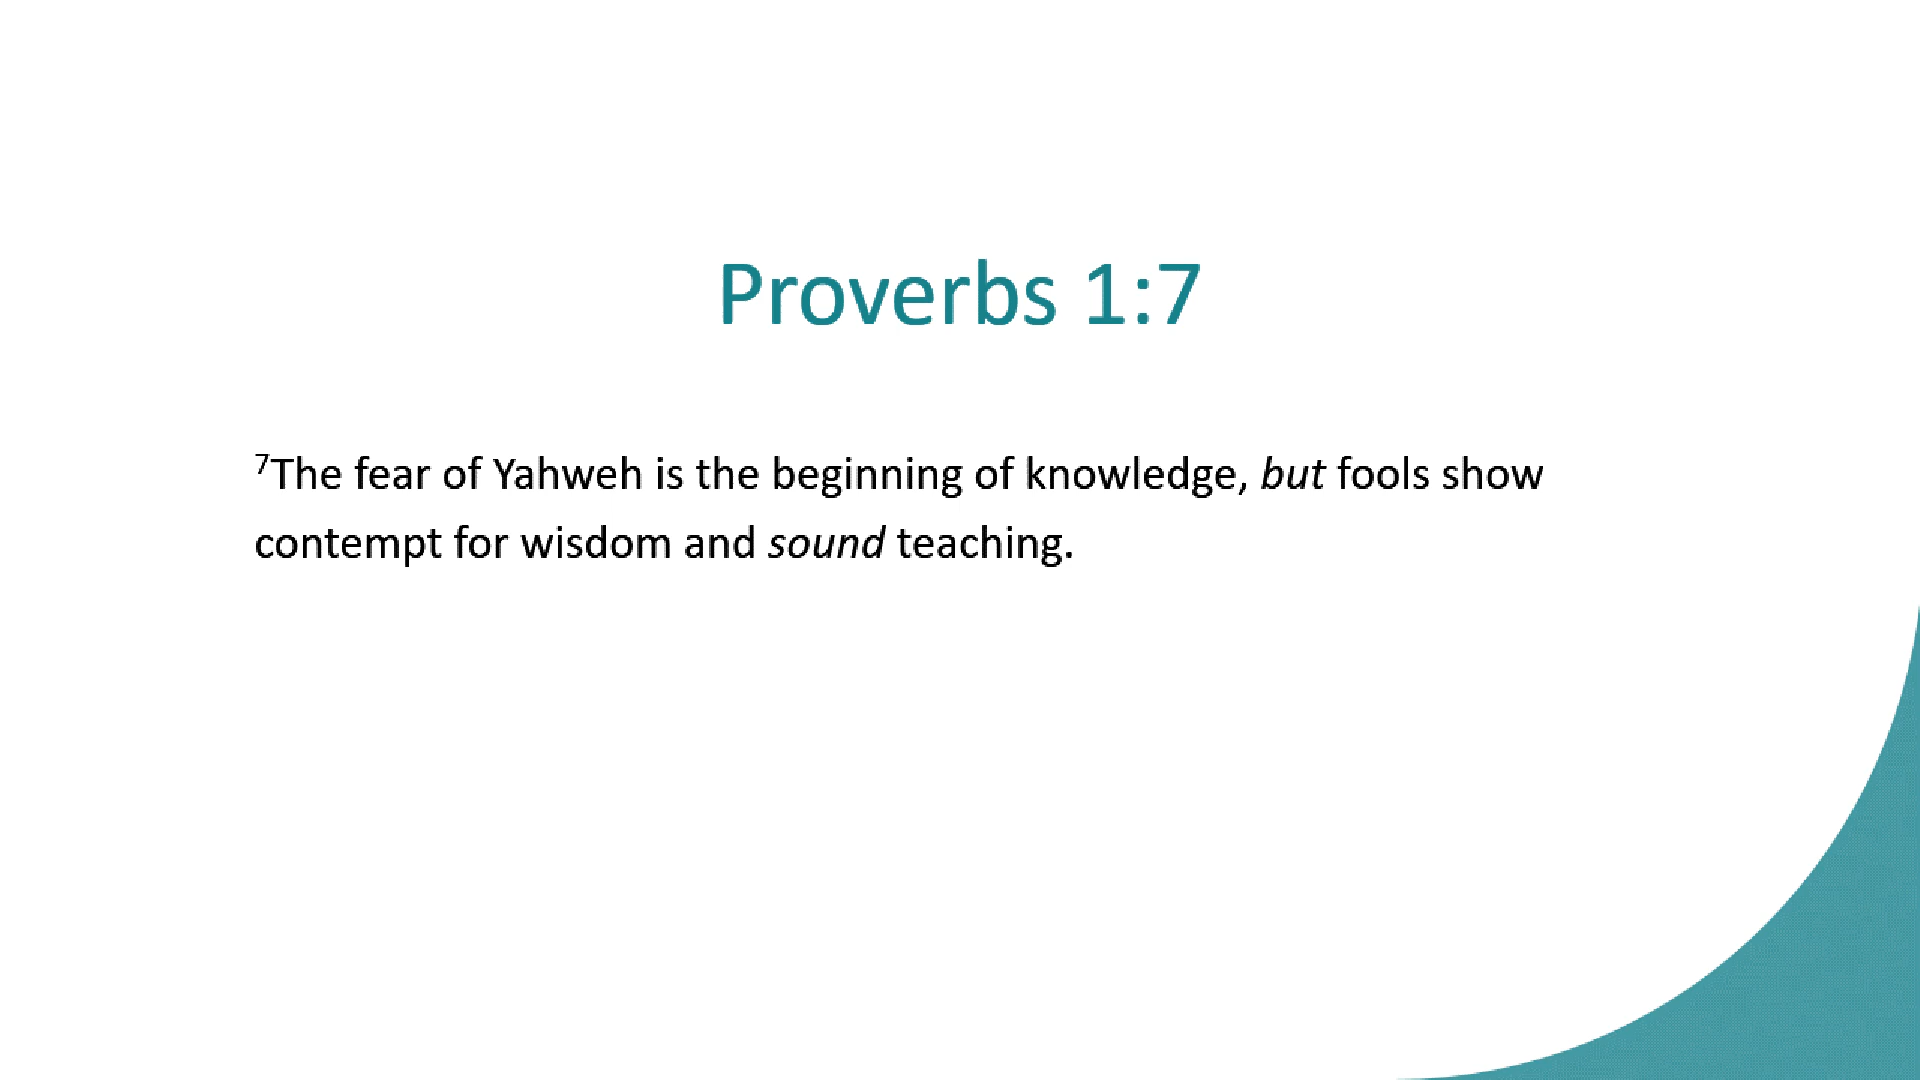 Proverbs 1:7
⁷The fear of Yahweh is the beginning of knowledge, but fools show
contempt for wisdom and sound teaching.